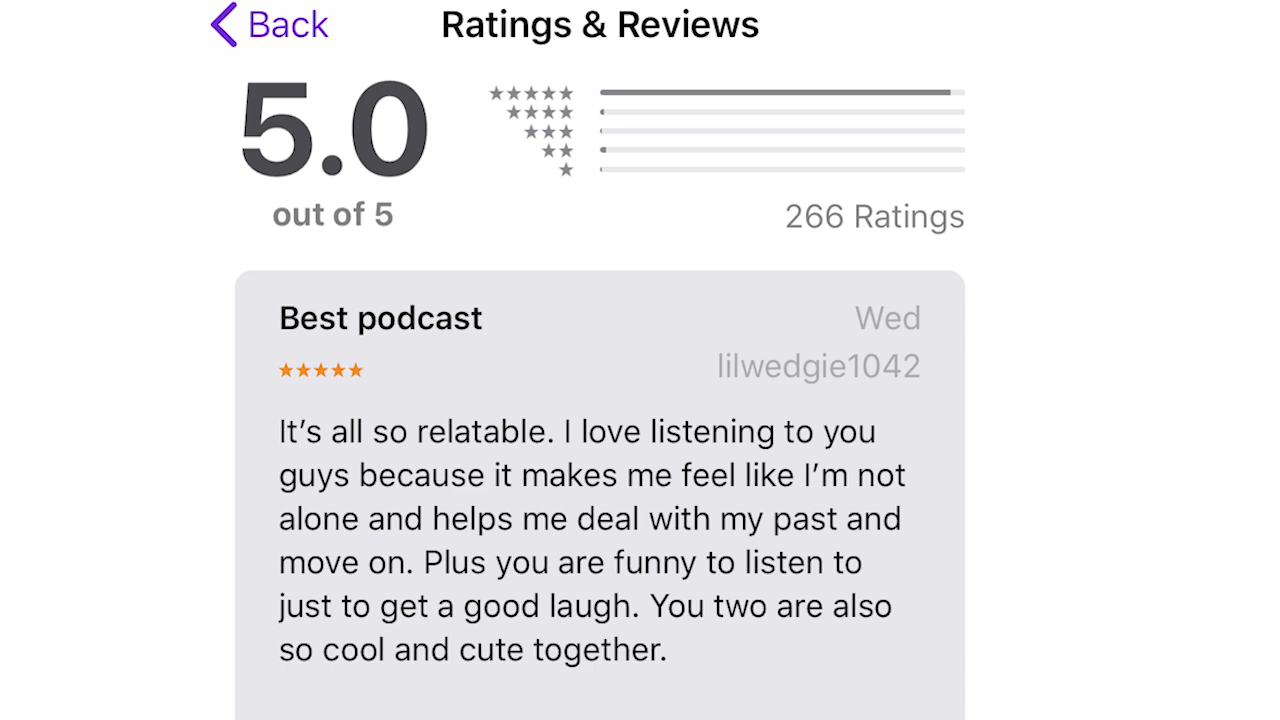 Back
Ratings & Reviews
5.0
out of 5
★★★★★
★★★★
★★★
★★
★
266 Ratings
Best podcast
Wed
★★★★★
lilwedgie1042
It’s all so relatable. I love listening to you
guys because it makes me feel like I’m not
alone and helps me deal with my past and
move on. Plus you are funny to listen to
just to get a good laugh. You two are also
so cool and cute together.